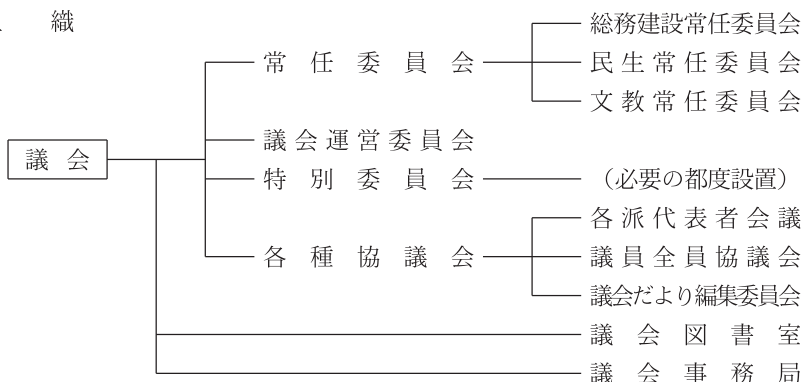 織
総務建設常任委員会
常任委員会
民生常任委員会
文教常任委員会
議会運営委員会
議会
特別委員会
（必要の都度設置）
各派代表者会議
各種協議会
議員全員協議会
議会だより編集委員会
議会図書室
議会事務局